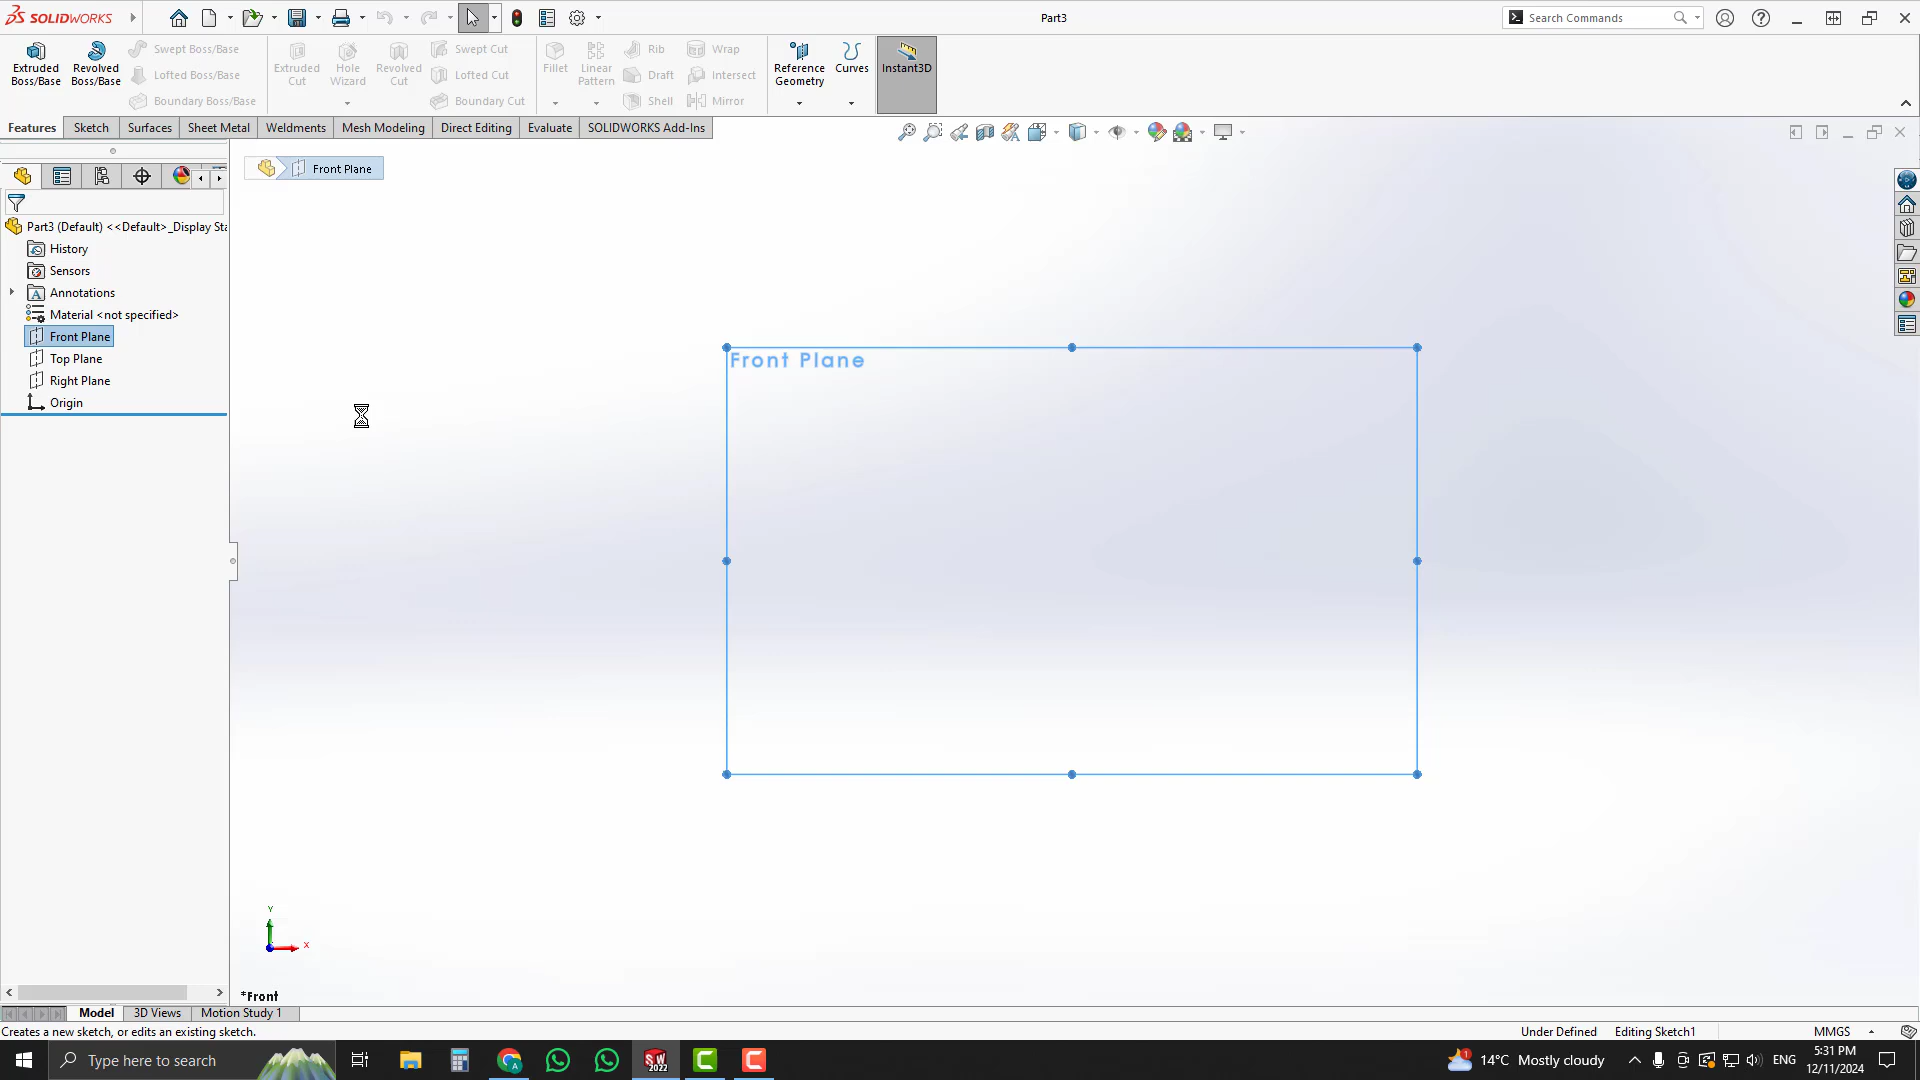 SOLIDWORKS
Part3
Search Commands
Extruded Boss/Base
Revolved Boss/Base
Swept Boss/Base
Lofted Boss/Base
Boundary Boss/Base
Extruded Cut
Hole Wizard
Revolved Cut
Swept Cut
Lofted Cut
Boundary Cut
Fillet
Linear Pattern
Rib
Draft
Shell
Wrap
Intersect
Mirror
Reference Geometry
Curves
Instant3D
Features
Sketch
Surfaces
Sheet Metal
Weldments
Mesh Modeling
Direct Editing
Evaluate
SOLIDWORKS Add-Ins
Front Plane
Part3 (Default) <<Default>_Display Sta
History
Sensors
A Annotations
Material <not specified>
Front Plane
Top Plane
Right Plane
Origin
Front Plane
Y
X
*Front
Model
3D Views
Motion Study 1
Creates a new sketch, or edits an existing sketch.
Under Defined
Editing Sketch1
MMGS
Type here to search
A
SW 2022
C
C
1
14°C Mostly cloudy
ENG
5:31 PM
12/11/2024